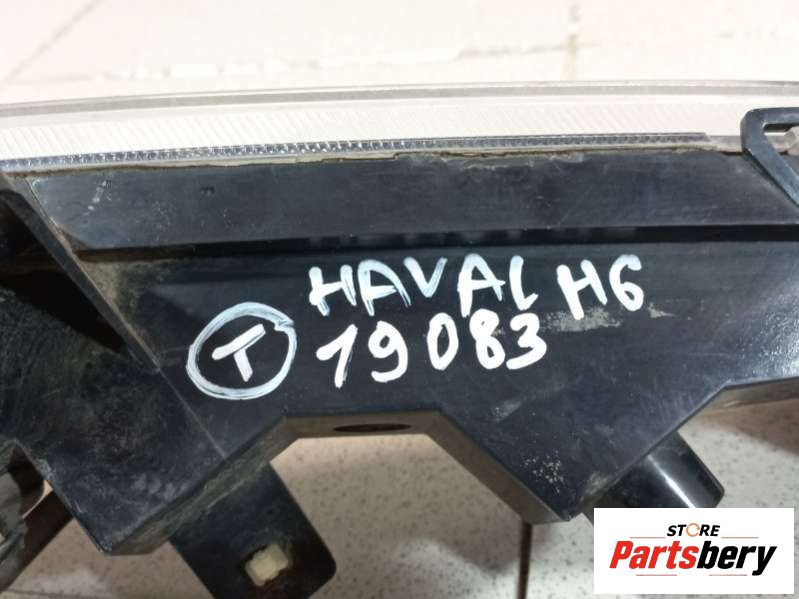 HAVAL H6
T 19083
STORE
Partsbery